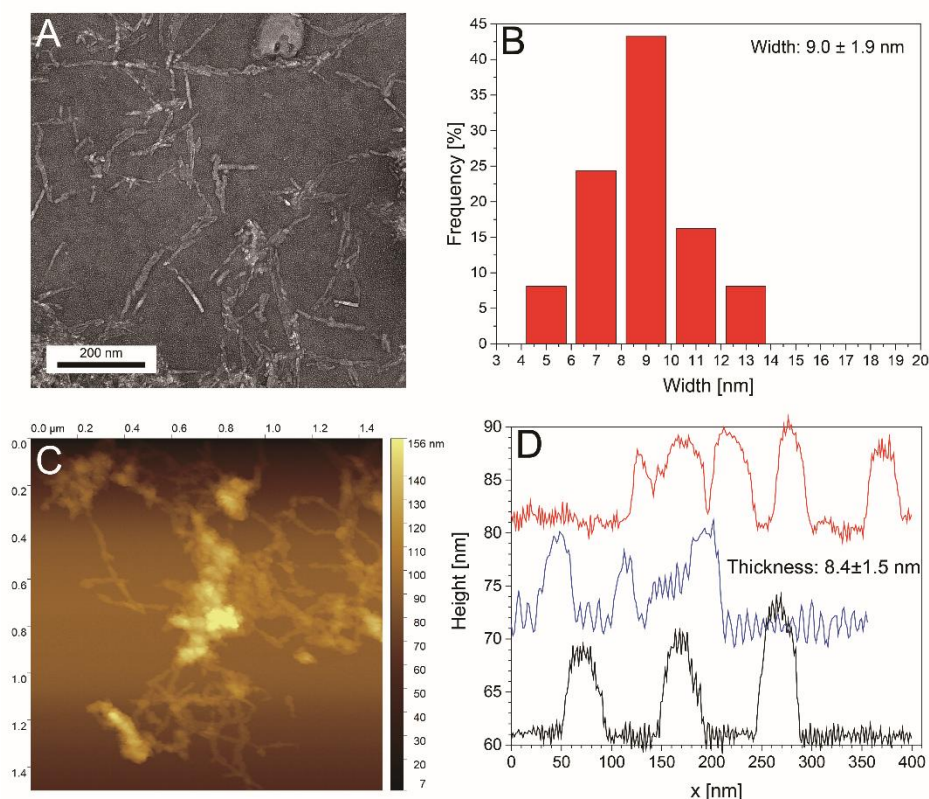 A
200 nm
B
Width: 9.0 ± 1.9 nm
Frequency [%]
45
40
35
30
25
20
15
10
5
0
3 4 5 6 7 8 9 10 11 12 13 14 15 16 17 18 19 20
Width [nm]
C
0.0 µm 0.2 0.4 0.6 0.8 1.0 1.2 1.4
0.0
0.2
0.4
0.6
0.8
1.0
1.2
1.4
156 nm
140
130
120
110
100
90
80
70
60
50
40
30
20
7
D
Thickness: 8.4±1.5 nm
Height [nm]
90
85
80
75
70
65
60
0 50 100 150 200 250 300 350 400
x [nm]